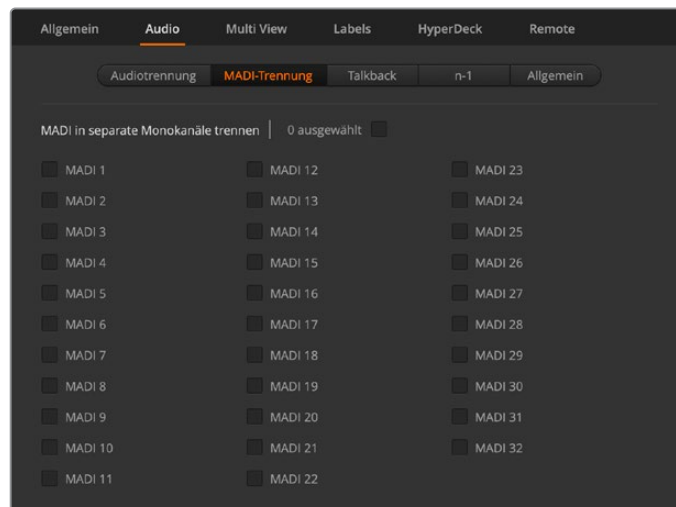 Allgemein Audio Multi View Labels HyperDeck Remote
Audiotrennung MADI-Trennung Talkback n-1 Allgemein
MADI in separate Monokanäle trennen 0 ausgewählt
MADI 1 MADI 12 MADI 23
MADI 2 MADI 13 MADI 24
MADI 3 MADI 14 MADI 25
MADI 4 MADI 15 MADI 26
MADI 5 MADI 16 MADI 27
MADI 6 MADI 17 MADI 28
MADI 7 MADI 18 MADI 29
MADI 8 MADI 19 MADI 30
MADI 9 MADI 20 MADI 31
MADI 10 MADI 21 MADI 32
MADI 11 MADI 22